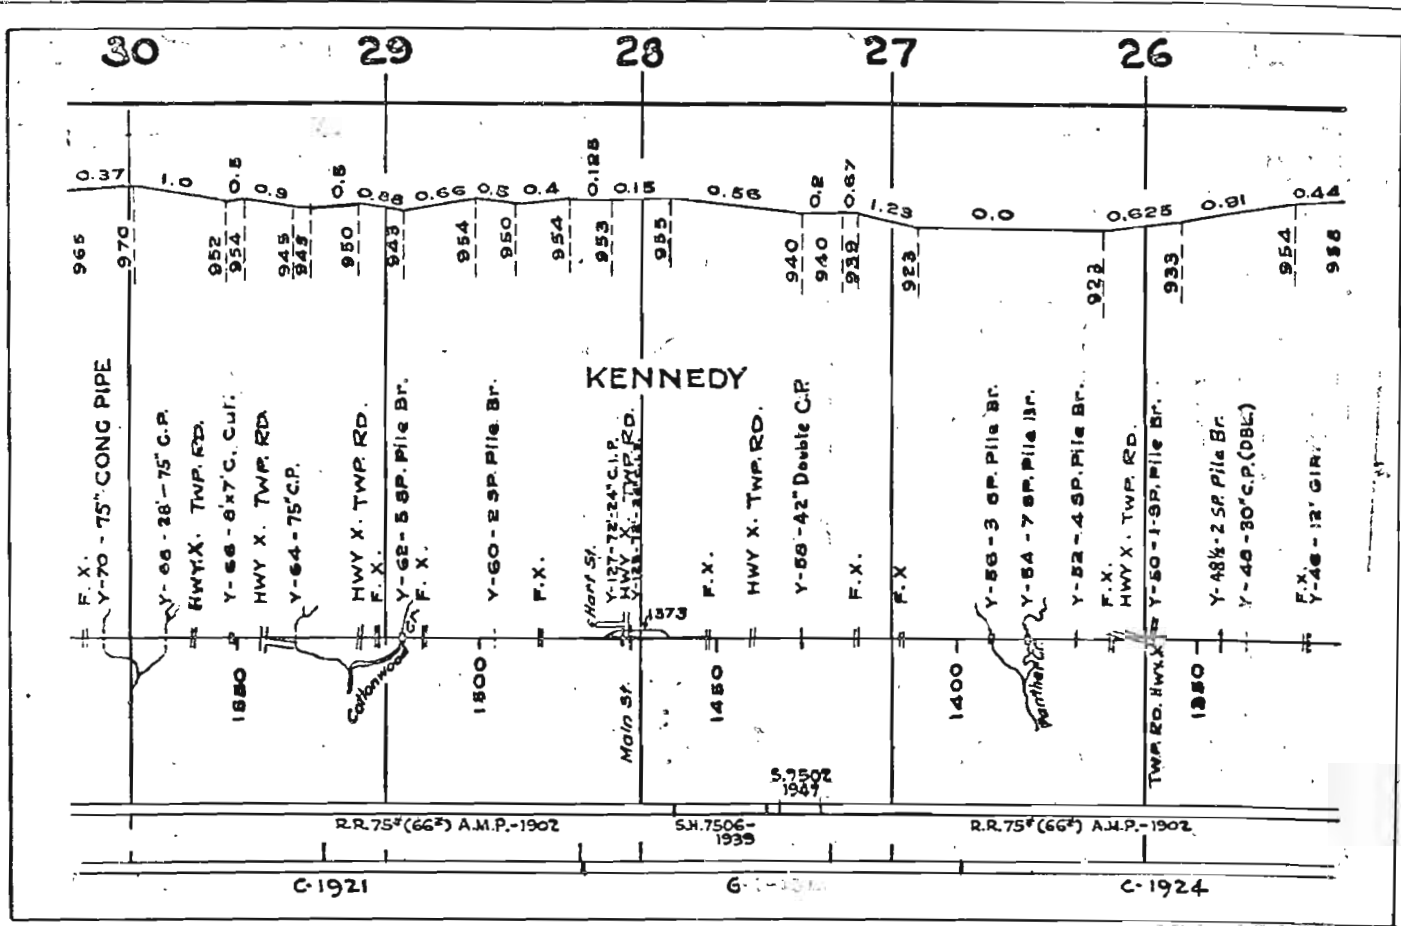 30 29 28 27 26
0.37 1.0 0.5 0.9 0.5 0.88 0.66 0.5 0.4 0.125 0.15 0.56 0.2 0.67 1.23 0.0 0.625 0.91 0.44
965 970 952 954 945 945 950 943 954 950 954 953 955 940 940 939 923 923 933 954 958
KENNEDY
F.X.
Y-70-75" CONG PIPE
Y-68-28'-75" C.P.
HWY.X. TWP. RD.
Y-66-8'x7' C. Cul.
HWY X. TWP. RD.
Y-64-75" C.P.
HWY X. TWP. RD.
F.X.
Y-62-5 SP. Pile Br.
F.X.
Y-60-2 SP. Pile Br.
F.X.
Hart St.
Y-127-72'-24" C.I.P.
HWY X. TWP. RD.
F.X.
HWY X. TWP. RD.
Y-58-42" Double C.P.
F.X.
F.X
Y-56-3 SP. Pile Br.
Y-54-7 SP. Pile Br.
Y-52-4 SP. Pile Br.
F.X.
HWY X. TWP. RD.
Y-50-1-SP. Pile Br.
Y-48½-2 SP. Pile Br.
Y-48-30" C.P. (DBL.)
F.X.
Y-46-12' GIR.
1373
1550 Cottonwood Cr. 1500 Main St. 1450 1400 Panther Cr. TWP. RD. HWY.X 1350
S.7502
1947
R.R.75# (66#) A.M.P.-1902 S.H.7506- R.R.75# (66#) A.M.P.-1902
1939
C-1921 C-1924